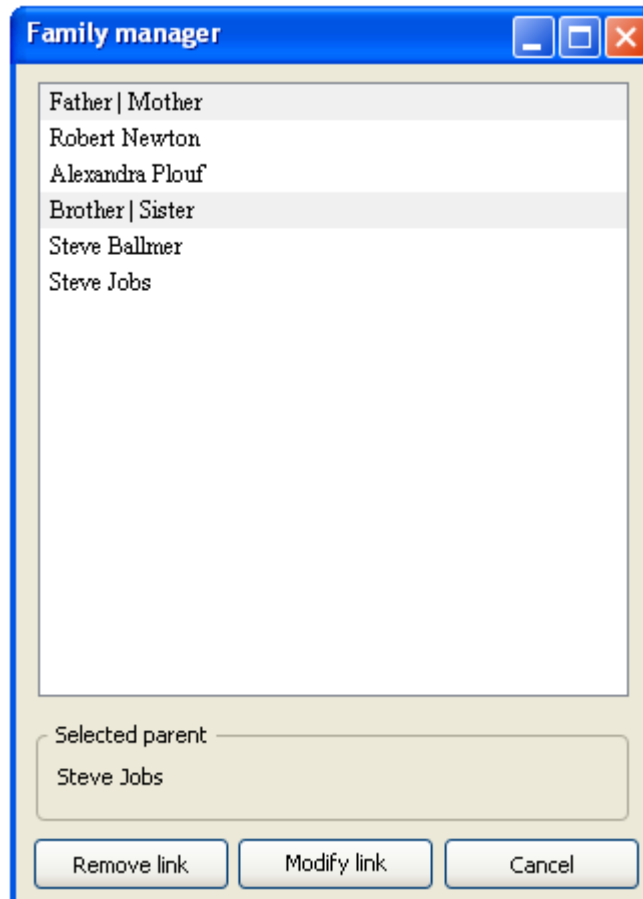 Family manager
Father | Mother
Robert Newton
Alexandra Plouf
Brother | Sister
Steve Ballmer
Steve Jobs
Selected parent
Steve Jobs
Remove link
Modify link
Cancel